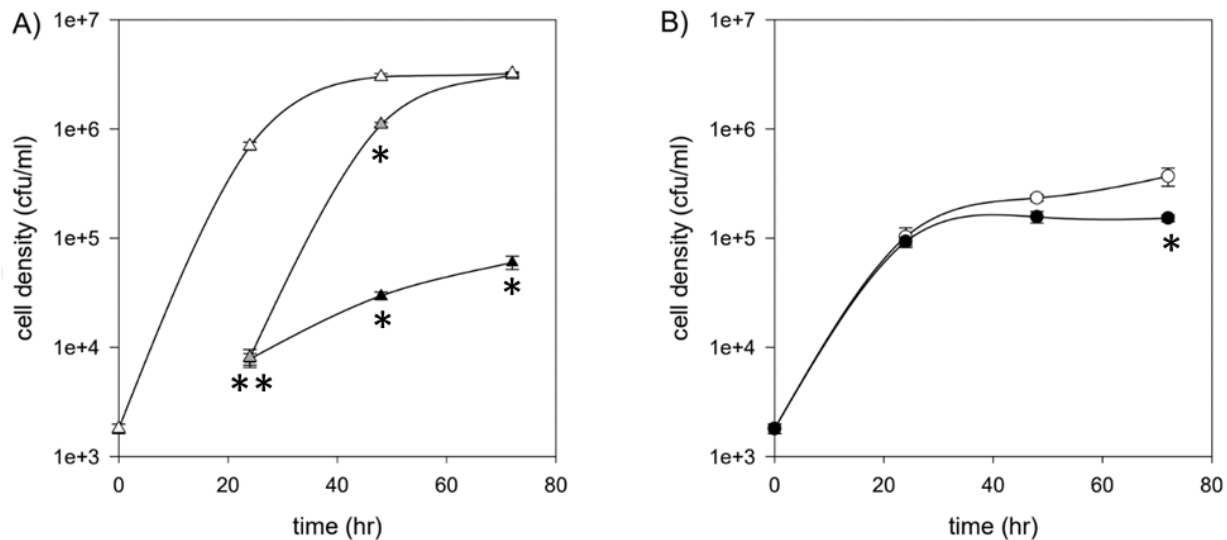 A)
1e+7
1e+6
1e+5
1e+4
1e+3
cell density (cfu/ml)
*
*
*
**
0 20 40 60 80
time (hr)
B)
1e+7
1e+6
1e+5
1e+4
1e+3
cell density (cfu/ml)
*
0 20 40 60 80
time (hr)